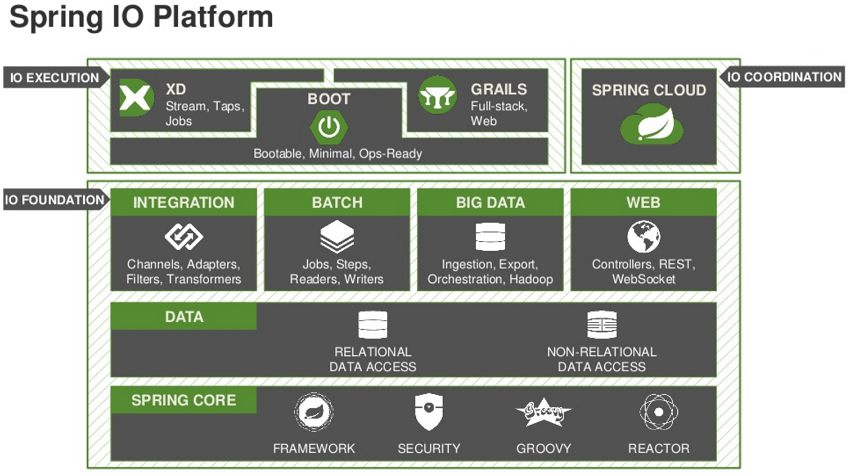 Spring IO Platform
IO EXECUTION
XD
Stream, Taps,
Jobs
BOOT
Bootable, Minimal, Ops-Ready
GRAILS
Full-stack,
Web
SPRING CLOUD
IO COORDINATION
IO FOUNDATION
INTEGRATION
Channels, Adapters,
Filters, Transformers
BATCH
Jobs, Steps,
Readers, Writers
BIG DATA
Ingestion, Export,
Orchestration, Hadoop
WEB
Controllers, REST,
WebSocket
DATA
RELATIONAL
DATA ACCESS
NON-RELATIONAL
DATA ACCESS
SPRING CORE
FRAMEWORK
SECURITY
Groovy
GROOVY
REACTOR